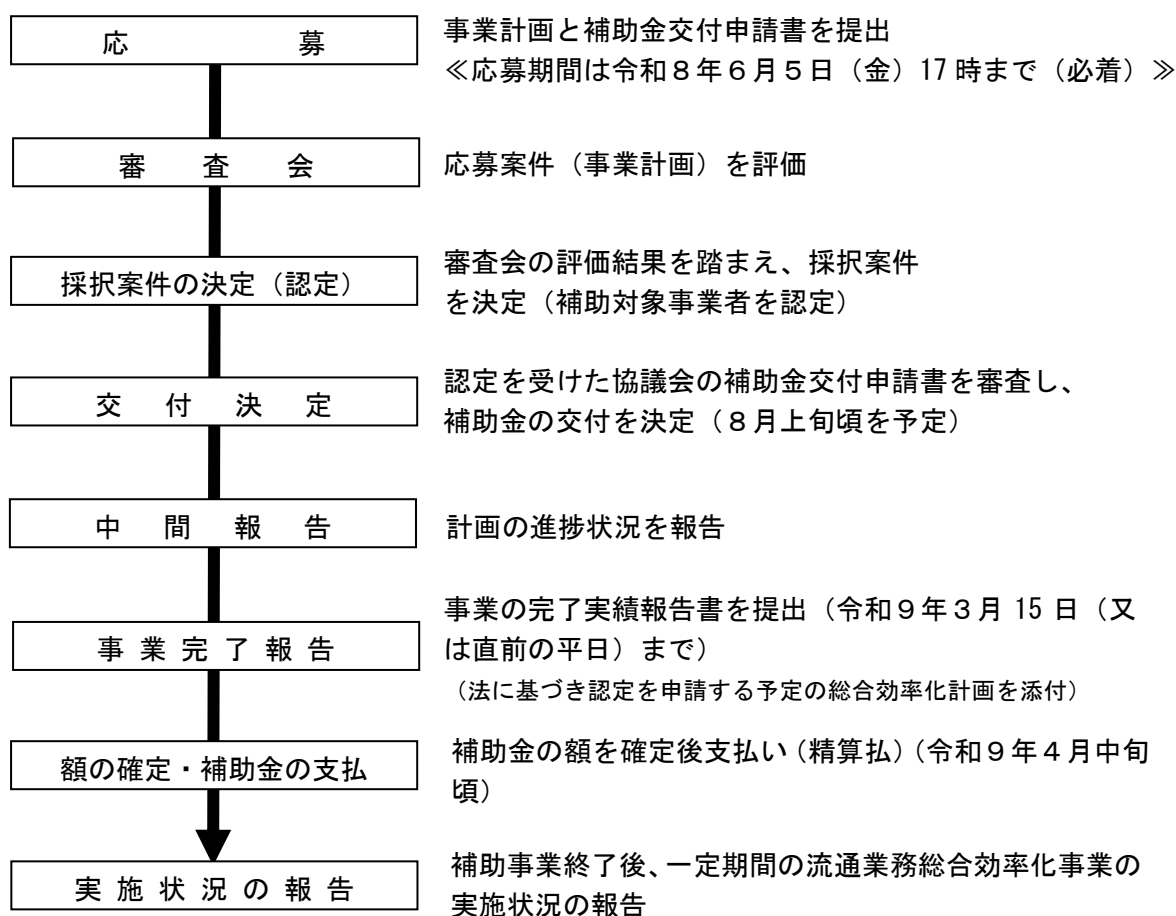 応　　　　募
事業計画と補助金交付申請書を提出
≪応募期間は令和８年６月５日（金）17時まで（必着）≫
審　査　会
応募案件（事業計画）を評価
採択案件の決定（認定）
審査会の評価結果を踏まえ、採択案件
を決定（補助対象事業者を認定）
交　付　決　定
認定を受けた協議会の補助金交付申請書を審査し、
補助金の交付を決定（８月上旬頃を予定）
中　間　報　告
計画の進捗状況を報告
事 業 完 了 報 告
事業の完了実績報告書を提出（令和９年３月 15 日（又
は直前の平日）まで）
（法に基づき認定を申請する予定の総合効率化計画を添付）
額の確定・補助金の支払
補助金の額を確定後支払い（精算払）（令和９年４月中旬
頃）
実 施 状 況 の 報 告
補助事業終了後、一定期間の流通業務総合効率化事業の
実施状況の報告